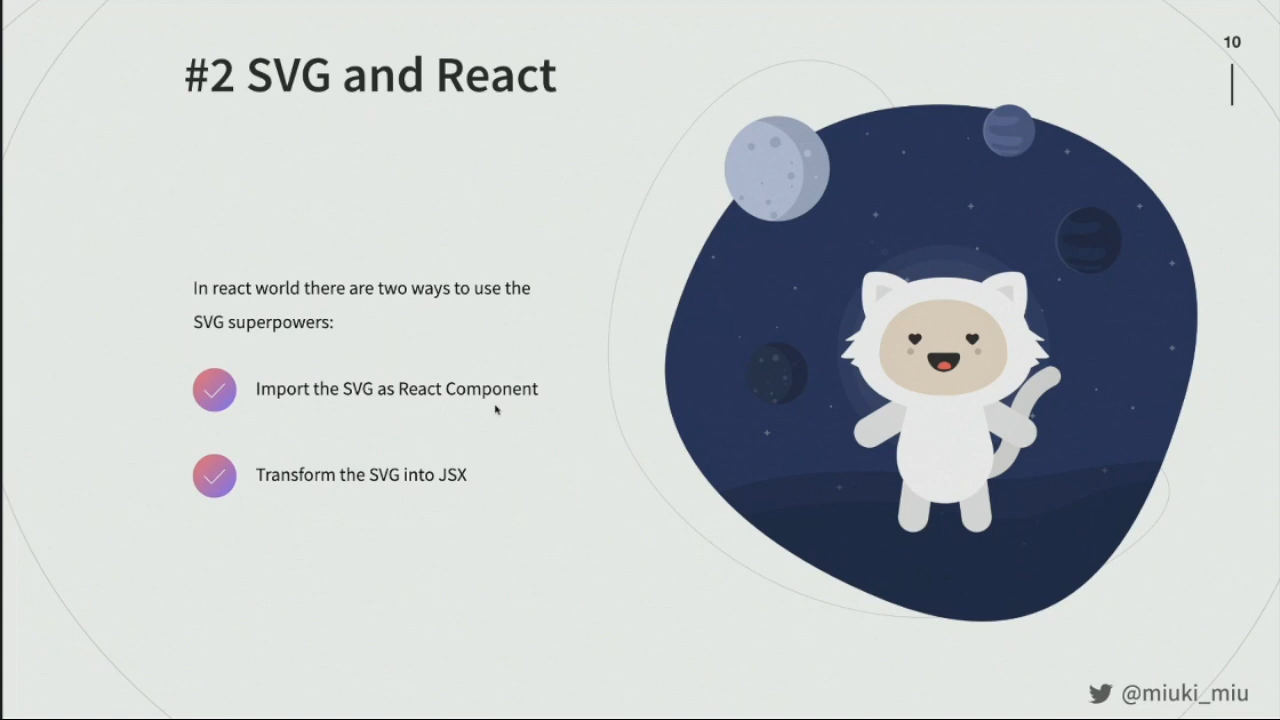 #2 SVG and React
10
In react world there are two ways to use the
SVG superpowers:
Import the SVG as React Component
Transform the SVG into JSX
@miuki_miu